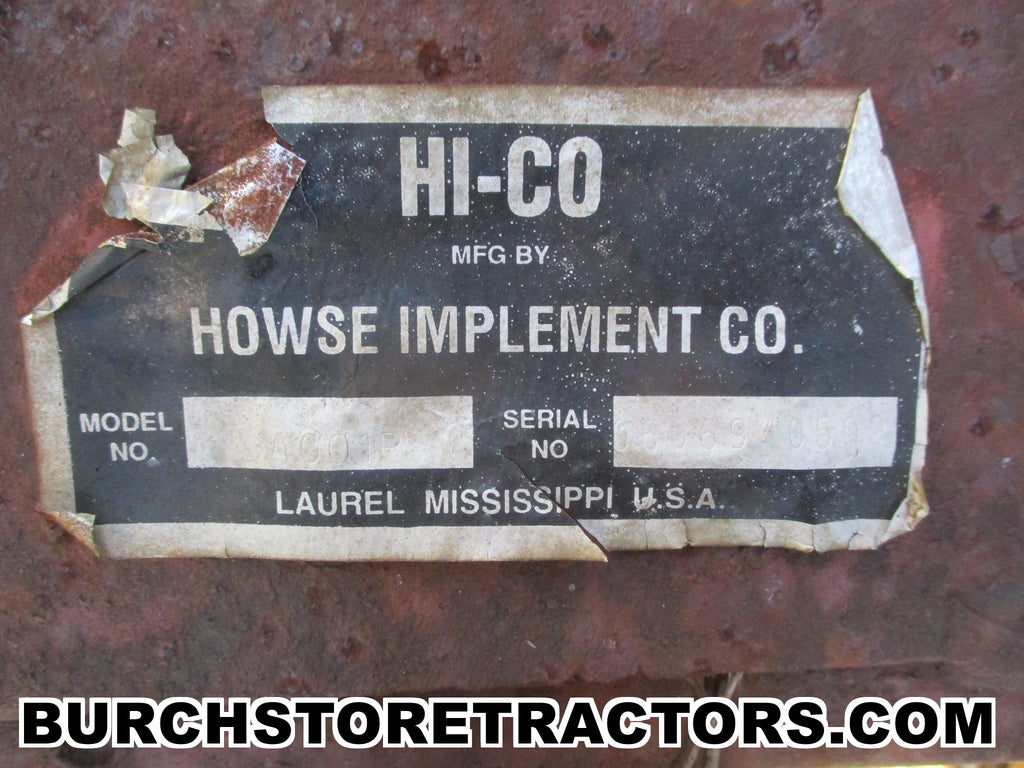 HI-CO
MFG BY
HOWSE IMPLEMENT CO.
MODEL NO.
SERIAL NO
LAUREL MISSISSIPPI U.S.A.
BURCHSTORETRACTORS.COM